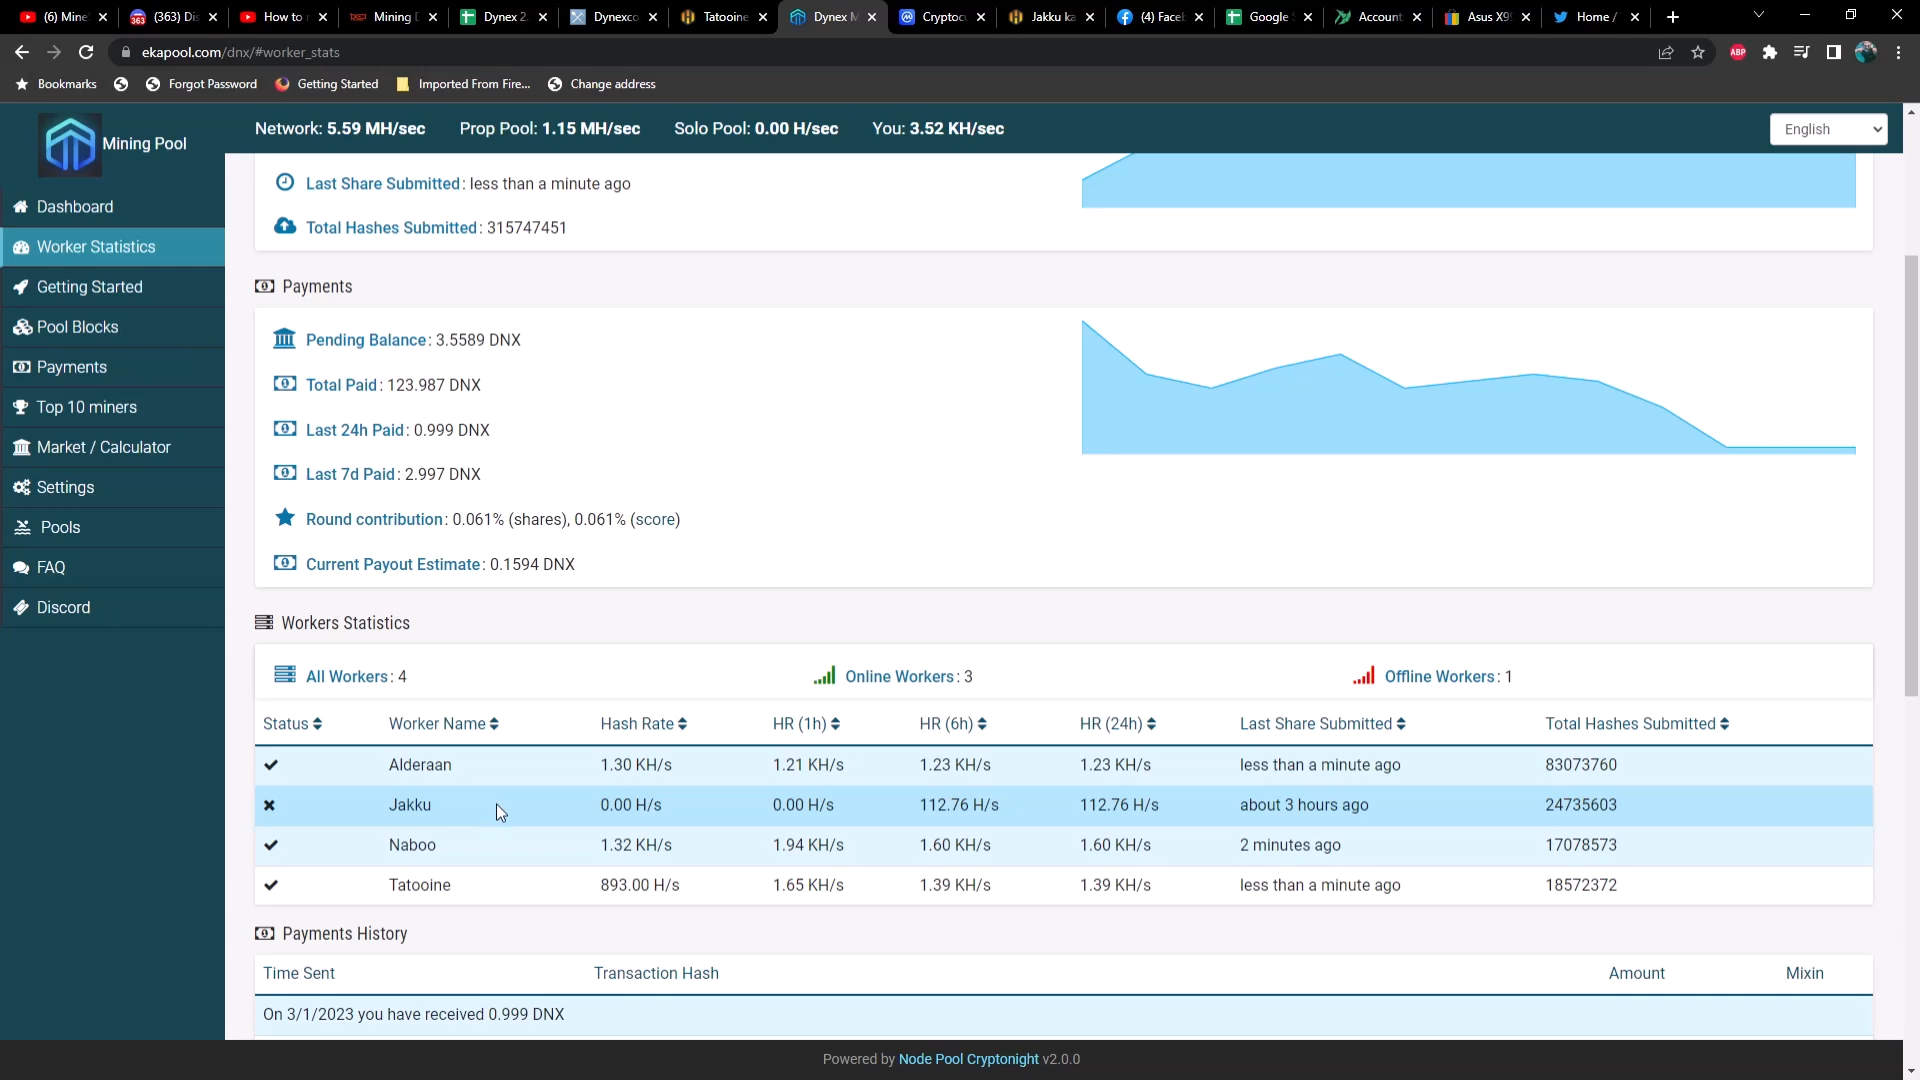 (6) Mine
363
(363) Dis
How to
Mining D
Dynex 2
Dynexco
Tatooine
Dynex M
Cryptocu
Jakku ka
(4) Faceb
Google S
Account
Asus X9
Home /
ekapool.com/dnx/#worker_stats
ABP
Bookmarks
Forgot Password
Getting Started
Imported From Fire...
Change address
Mining Pool
Network: 5.59 MH/sec
Prop Pool: 1.15 MH/sec
Solo Pool: 0.00 H/sec
You: 3.52 KH/sec
English
Dashboard
Worker Statistics
Getting Started
Pool Blocks
Payments
Top 10 miners
Market / Calculator
Settings
Pools
FAQ
Discord
Last Share Submitted: less than a minute ago
Total Hashes Submitted: 315747451
Payments
Pending Balance: 3.5589 DNX
Total Paid: 123.987 DNX
Last 24h Paid: 0.999 DNX
Last 7d Paid: 2.997 DNX
Round contribution: 0.061% (shares), 0.061% (score)
Current Payout Estimate: 0.1594 DNX
Workers Statistics
All Workers: 4 Online Workers: 3 Offline Workers: 1
Status Worker Name Hash Rate HR (1h) HR (6h) HR (24h) Last Share Submitted Total Hashes Submitted
Alderaan 1.30 KH/s 1.21 KH/s 1.23 KH/s 1.23 KH/s less than a minute ago 83073760
Jakku 0.00 H/s 0.00 H/s 112.76 H/s 112.76 H/s about 3 hours ago 24735603
Naboo 1.32 KH/s 1.94 KH/s 1.60 KH/s 1.60 KH/s 2 minutes ago 17078573
Tatooine 893.00 H/s 1.65 KH/s 1.39 KH/s 1.39 KH/s less than a minute ago 18572372
Payments History
Time Sent Transaction Hash Amount Mixin
On 3/1/2023 you have received 0.999 DNX
Powered by Node Pool Cryptonight v2.0.0